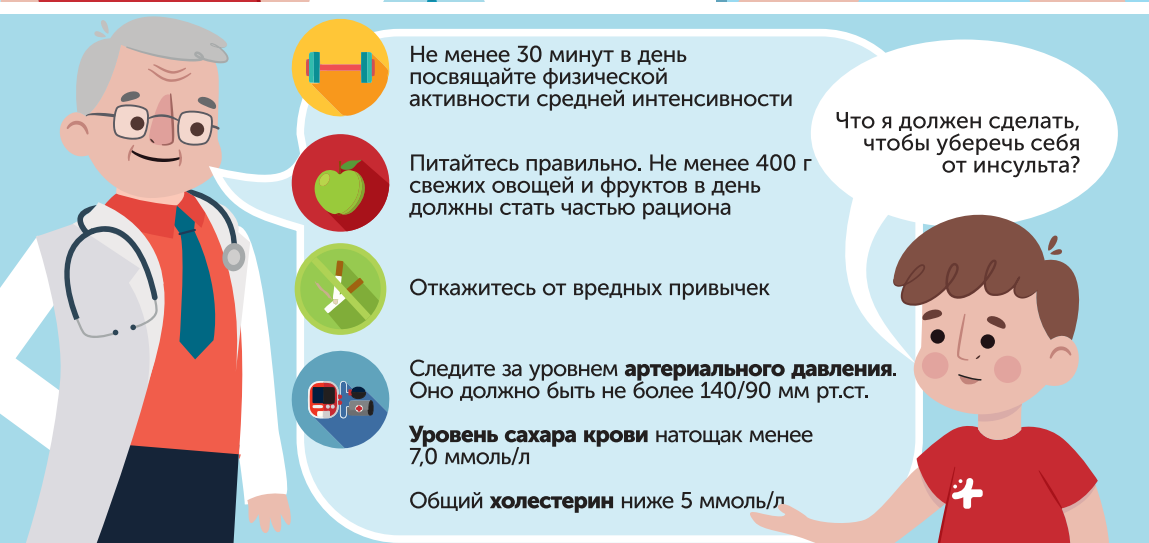 Не менее 30 минут в день
посвящайте физической
активности средней интенсивности
Что я должен сделать,
чтобы уберечь себя
от инсульта?
Питайтесь правильно. Не менее 400 г
свежих овощей и фруктов в день
должны стать частью рациона
Откажитесь от вредных привычек
Следите за уровнем артериального давления.
Оно должно быть не более 140/90 мм рт.ст.
Уровень сахара крови натощак менее
7,0 ммоль/л
Общий холестерин ниже 5 ммоль/л